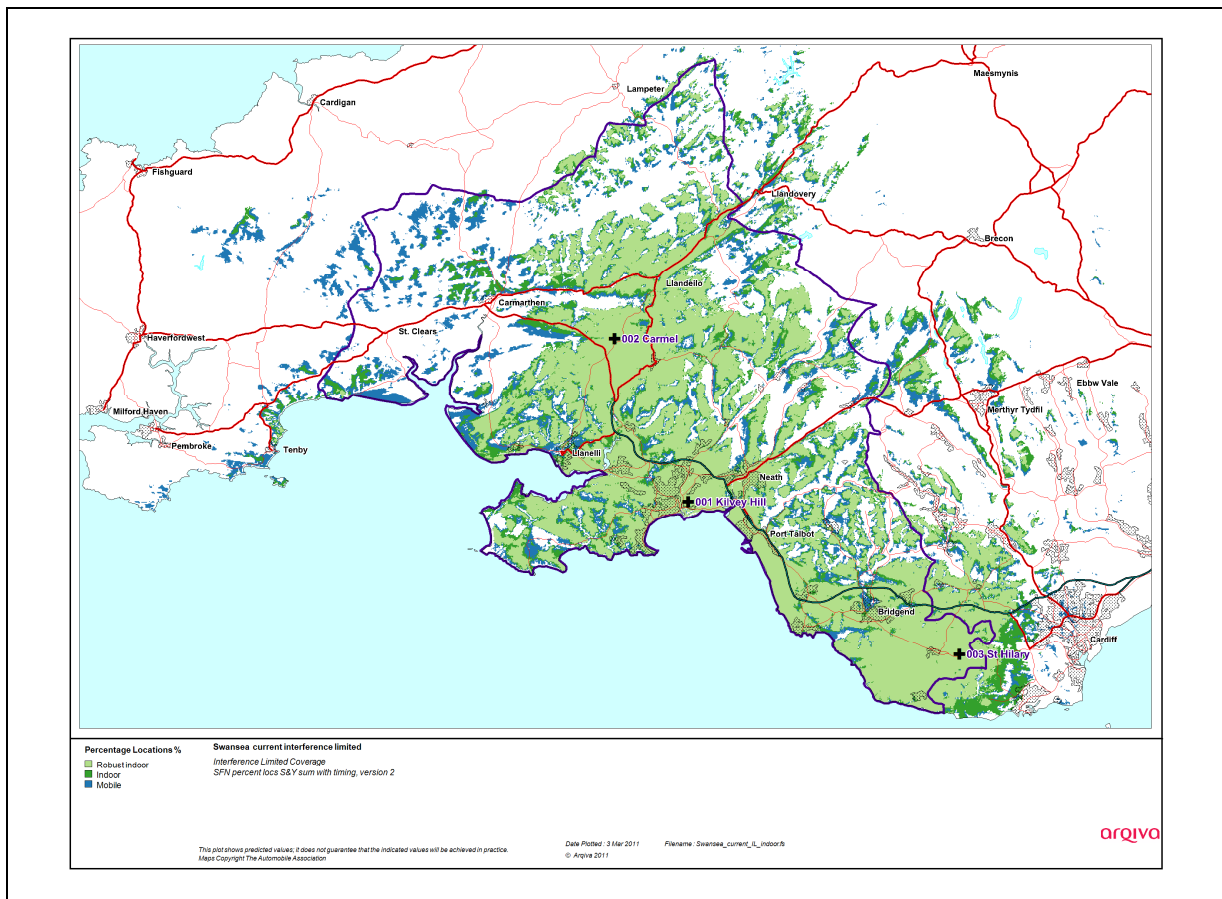 Maesmynis
Lampeter
Cardigan
Fishguard
Llandovery
Brecon
Llandeilo
Carmarthen
St. Clears
Haverfordwest
002 Carmel
Ebbw Vale
Milford Haven
Merthyr Tydfil
Pembroke
Tenby
Llanelli
Neath
001 Kilvey Hill
Port Talbot
Bridgend
Cardiff
003 St Hilary
Percentage Locations %
Robust indoor
Indoor
Mobile
Swansea current interference limited
Interference Limited Coverage
SFN percent locs S&Y sum with timing, version 2
This plot shows predicted values; it does not guarantee that the indicated values will be achieved in practice.
Maps Copyright The Automobile Association
Date Plotted : 3 Mar 2011 Filename : Swansea_current_IL_indoor.fs
© Arqiva 2011
arqiva